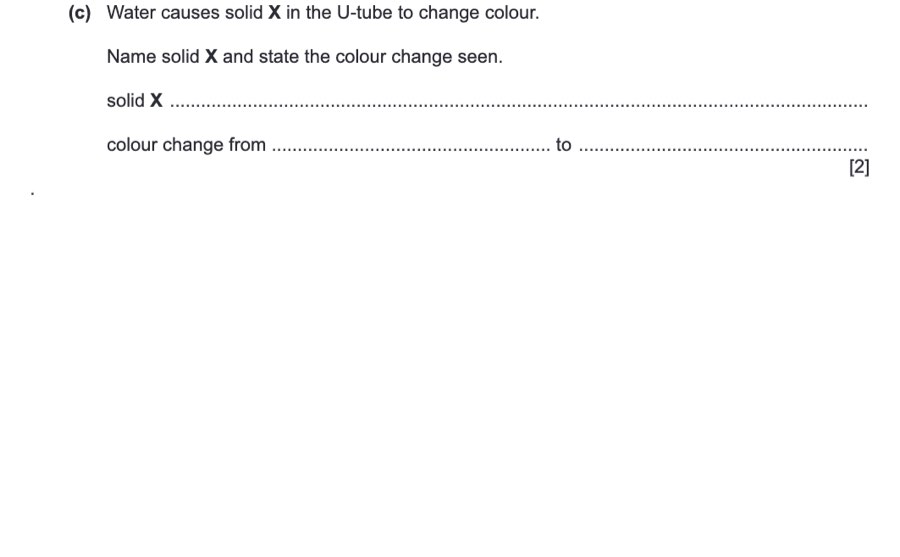 (c) Water causes solid X in the U-tube to change colour.
Name solid X and state the colour change seen.
solid X ....................................................................................................................................
colour change from ...................................................... to ........................................................
[2]